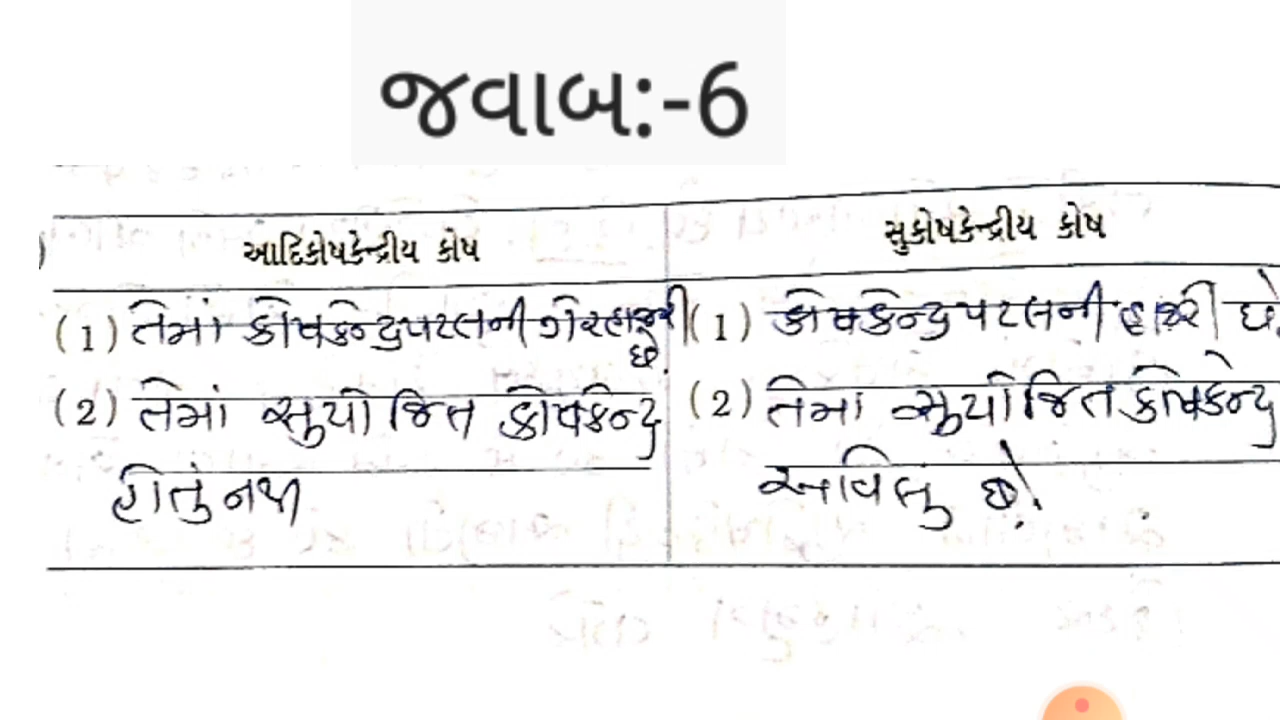 જવાબ:-6
આદિકોષકેન્દ્રીય કોષ
સુકોષકેન્દ્રીય કોષ
(1) તેમાં કોષકેન્દ્રપટલની ગેરહાજરી
છે.
(2) તેમાં સુયોજિત કોષકેન્દ્ર
હોતું નથી
(1) કોષકેન્દ્રપટલની હાજરી છે.
(2) તેમાં સુયોજિત કોષકેન્દ્ર
આવેલું છે.